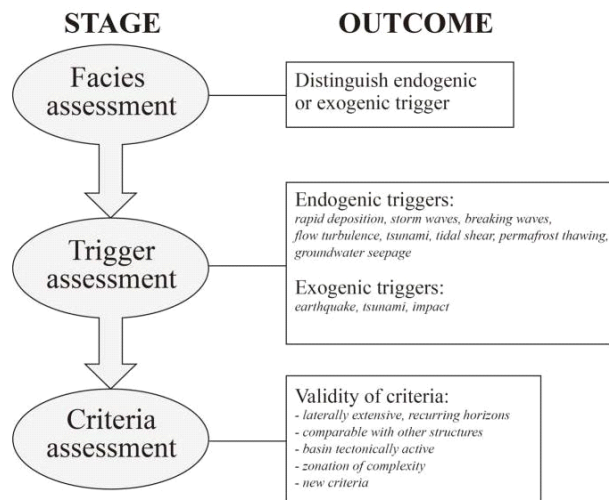 STAGE
OUTCOME
Facies
assessment
Distinguish endogenic
or exogenic trigger
Trigger
assessment
Endogenic triggers:
rapid deposition, storm waves, breaking waves,
flow turbulence, tsunami, tidal shear, permafrost thawing,
groundwater seepage
Exogenic triggers:
earthquake, tsunami, impact
Criteria
assessment
Validity of criteria:
- laterally extensive, recurring horizons
- comparable with other structures
- basin tectonically active
- zonation of complexity
- new criteria